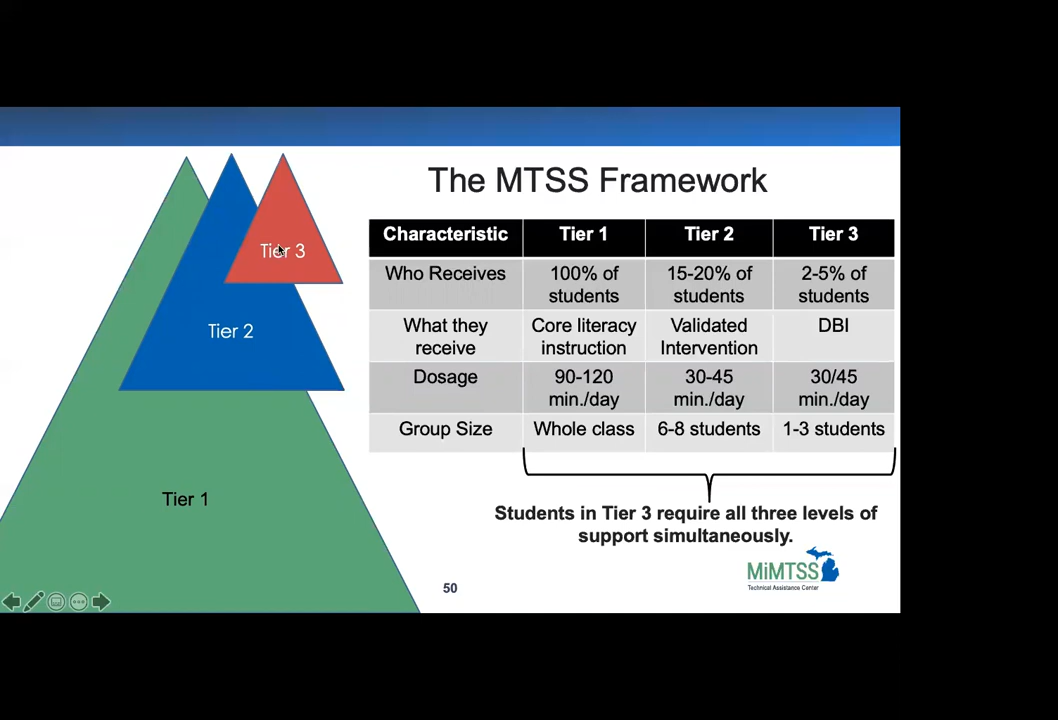 The MTSS Framework
Tier 3
Tier 2
Tier 1
Characteristic Tier 1 Tier 2 Tier 3
Who Receives 100% of students 15-20% of students 2-5% of students
What they receive Core literacy instruction Validated Intervention DBI
Dosage 90-120 min./day 30-45 min./day 30/45 min./day
Group Size Whole class 6-8 students 1-3 students
Students in Tier 3 require all three levels of
support simultaneously.
MiMTSS
Technical Assistance Center
50